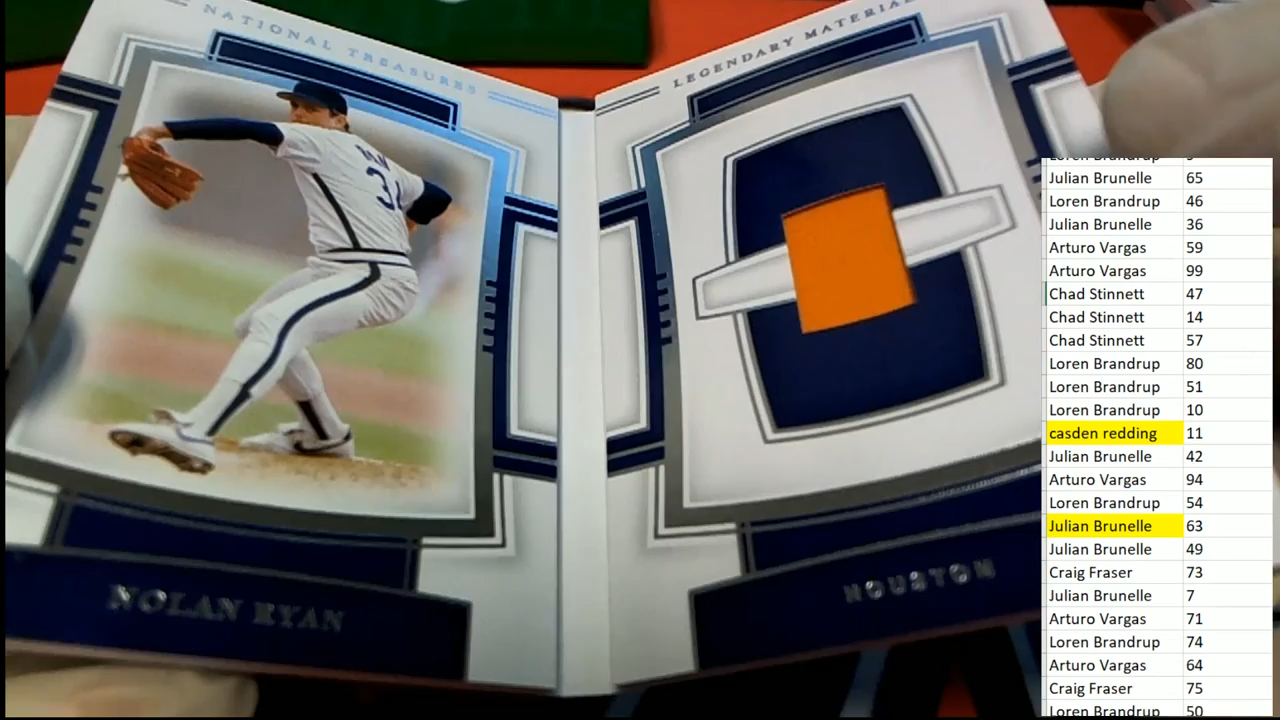 NATIONAL TREASURES
LEGENDARY MATERIAL
34
NOLAN RYAN
HOUSTON
Loren Brandrup
Julian Brunelle 65
Loren Brandrup 46
Julian Brunelle 36
Arturo Vargas 59
Arturo Vargas 99
Chad Stinnett 47
Chad Stinnett 14
Chad Stinnett 57
Loren Brandrup 80
Loren Brandrup 51
Loren Brandrup 10
casden redding 11
Julian Brunelle 42
Arturo Vargas 94
Loren Brandrup 54
Julian Brunelle 63
Julian Brunelle 49
Craig Fraser 73
Julian Brunelle 7
Arturo Vargas 71
Loren Brandrup 74
Arturo Vargas 64
Craig Fraser 75
Loren Brandrup 50